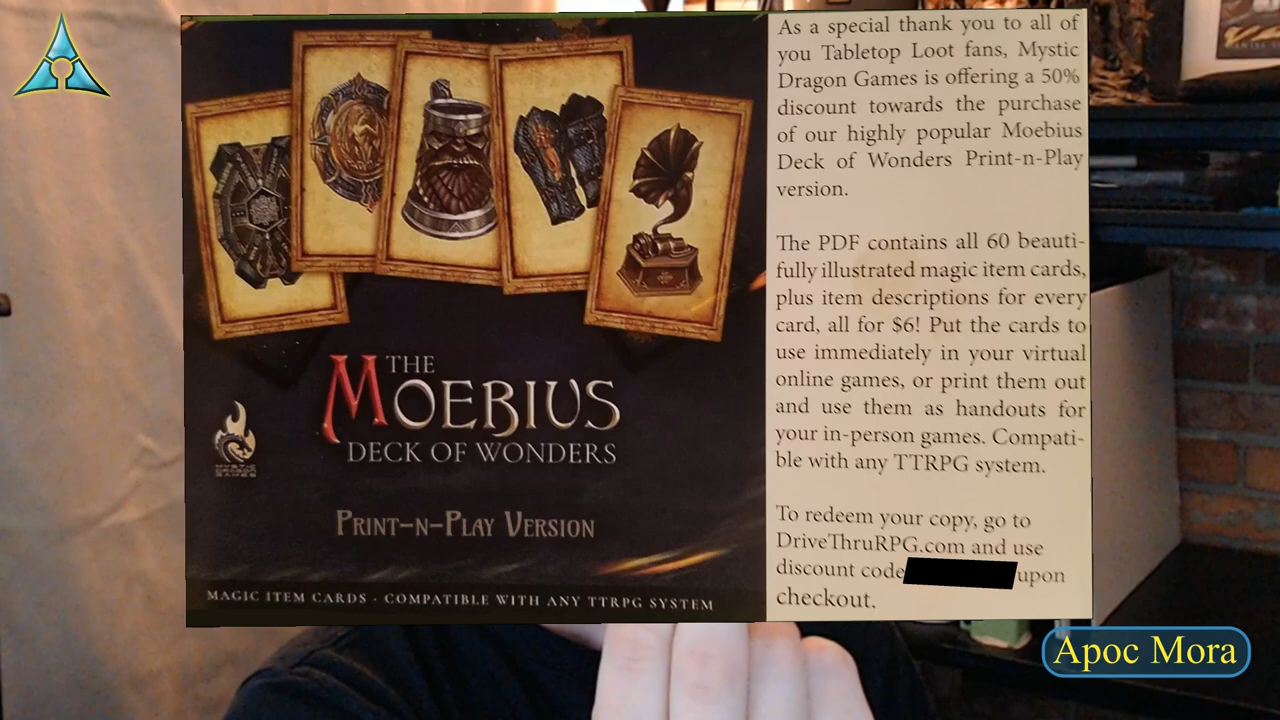 THE
MOEBIUS
DECK OF WONDERS
MYSTIC
DRAGON
GAMES
PRINT-N-PLAY VERSION
MAGIC ITEM CARDS - COMPATIBLE WITH ANY TTRPG SYSTEM
As a special thank you to all of
you Tabletop Loot fans, Mystic
Dragon Games is offering a 50%
discount towards the purchase
of our highly popular Moebius
Deck of Wonders Print-n-Play
version.
The PDF contains all 60 beauti-
fully illustrated magic item cards,
plus item descriptions for every
card, all for $6! Put the cards to
use immediately in your virtual
online games, or print them out
and use them as handouts for
your in-person games. Compati-
ble with any TTRPG system.
To redeem your copy, go to
DriveThruRPG.com and use
discount code upon
checkout.
Apoc Mora